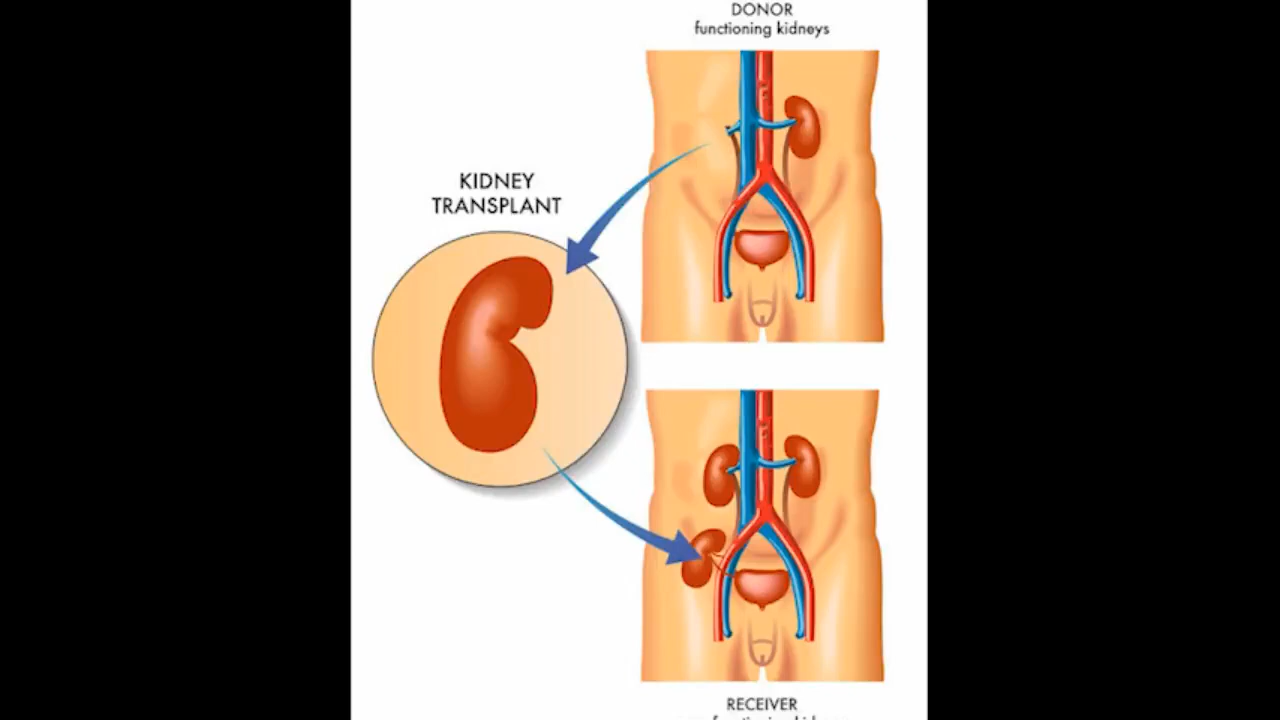 DONOR
functioning kidneys
KIDNEY
TRANSPLANT
RECEIVER